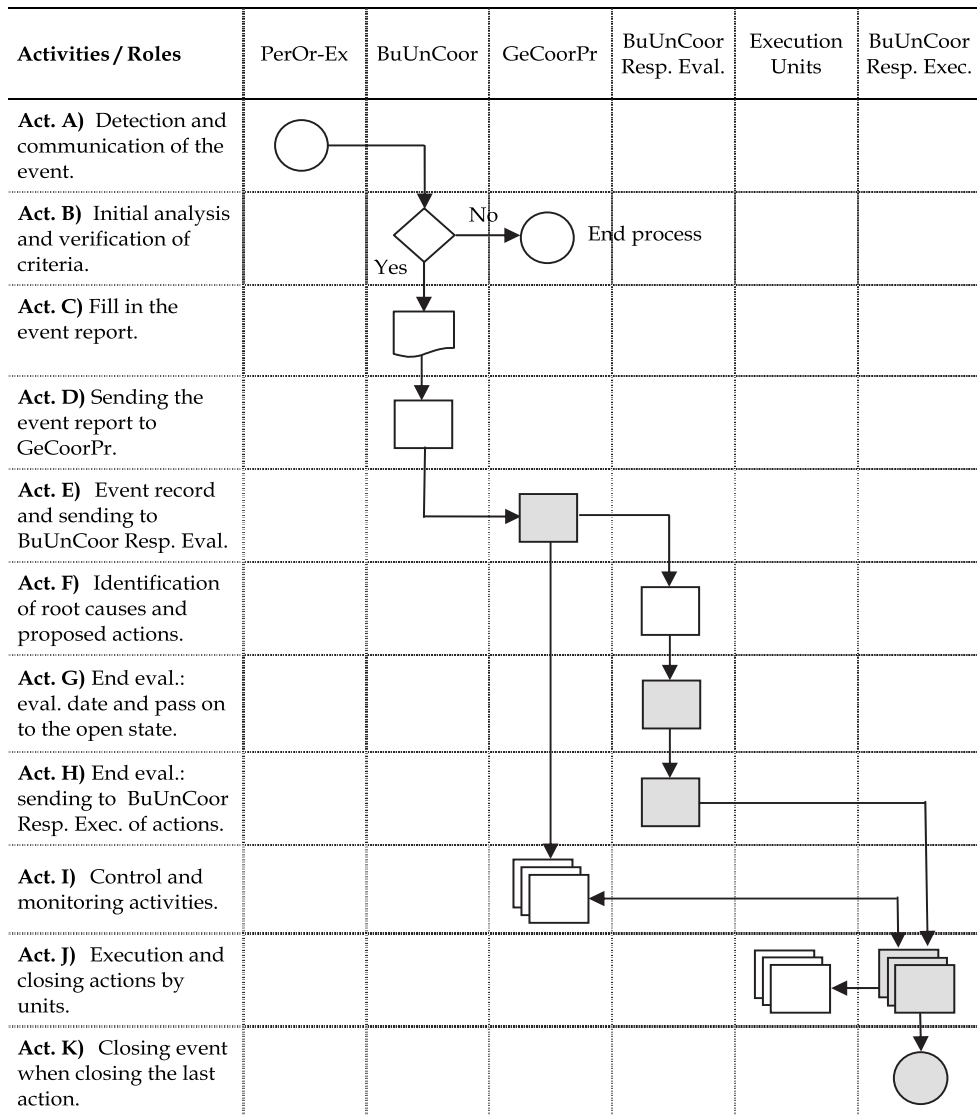 Activities / Roles
PerOr-Ex
BuUnCoor
GeCoorPr
BuUnCoor
Resp. Eval.
Execution
Units
BuUnCoor
Resp. Exec.
Act. A) Detection and
communication of the
event.
Act. B) Initial analysis
and verification of
criteria.
No
End process
Yes
Act. C) Fill in the
event report.
Act. D) Sending the
event report to
GeCoorPr.
Act. E) Event record
and sending to
BuUnCoor Resp. Eval.
Act. F) Identification
of root causes and
proposed actions.
Act. G) End eval.:
eval. date and pass on
to the open state.
Act. H) End eval.:
sending to BuUnCoor
Resp. Exec. of actions.
Act. I) Control and
monitoring activities.
Act. J) Execution and
closing actions by
units.
Act. K) Closing event
when closing the last
action.